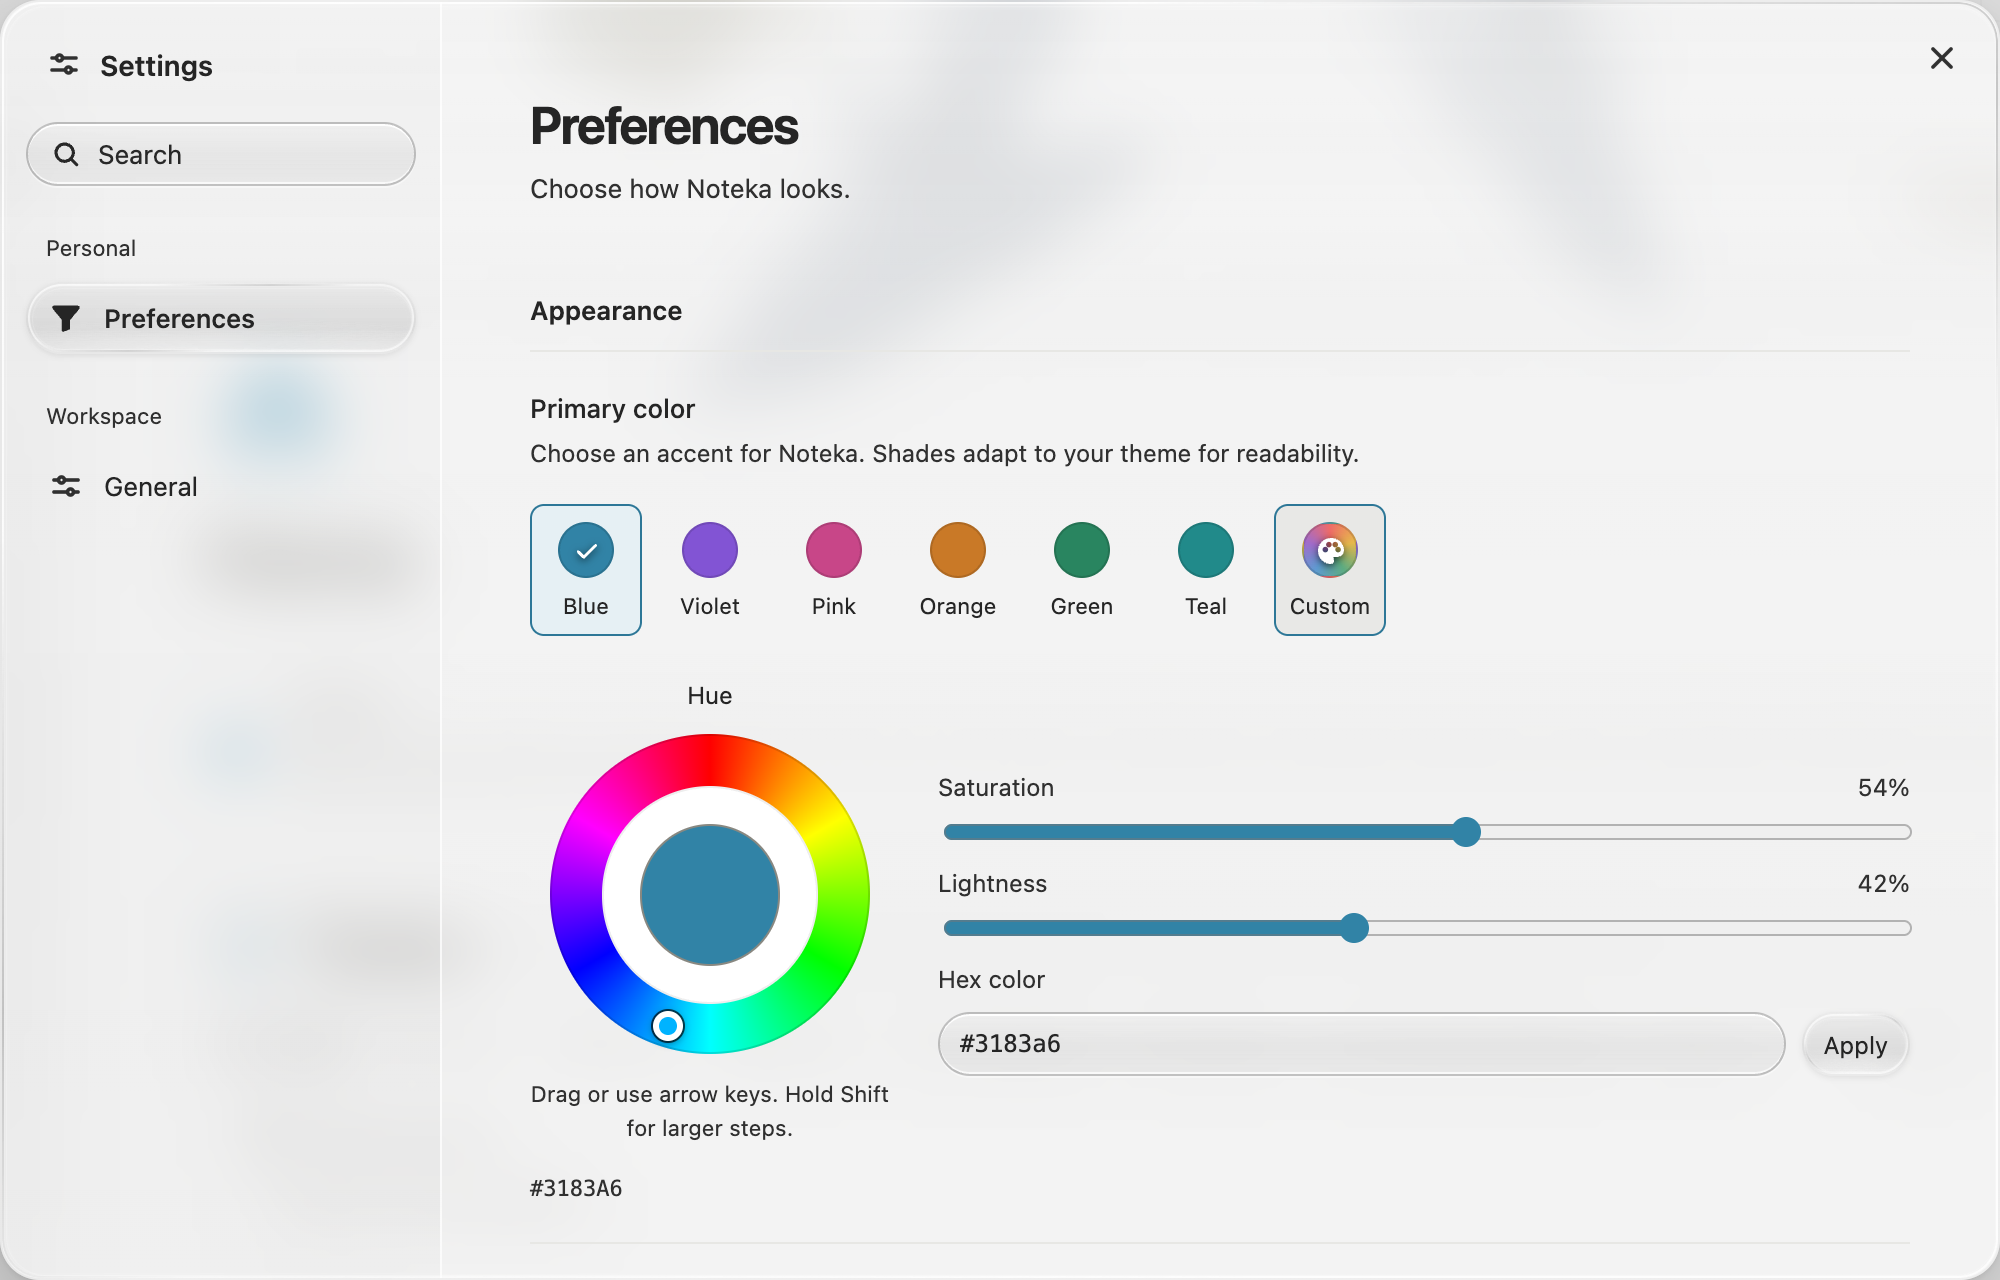 Settings
Search
Personal
Preferences
Workspace
General
Preferences
Choose how Noteka looks.
Appearance
Primary color
Choose an accent for Noteka. Shades adapt to your theme for readability.
Blue
Violet
Pink
Orange
Green
Teal
Custom
Hue
Drag or use arrow keys. Hold Shift
for larger steps.
#3183A6
Saturation
54%
Lightness
42%
Hex color
#3183a6
Apply